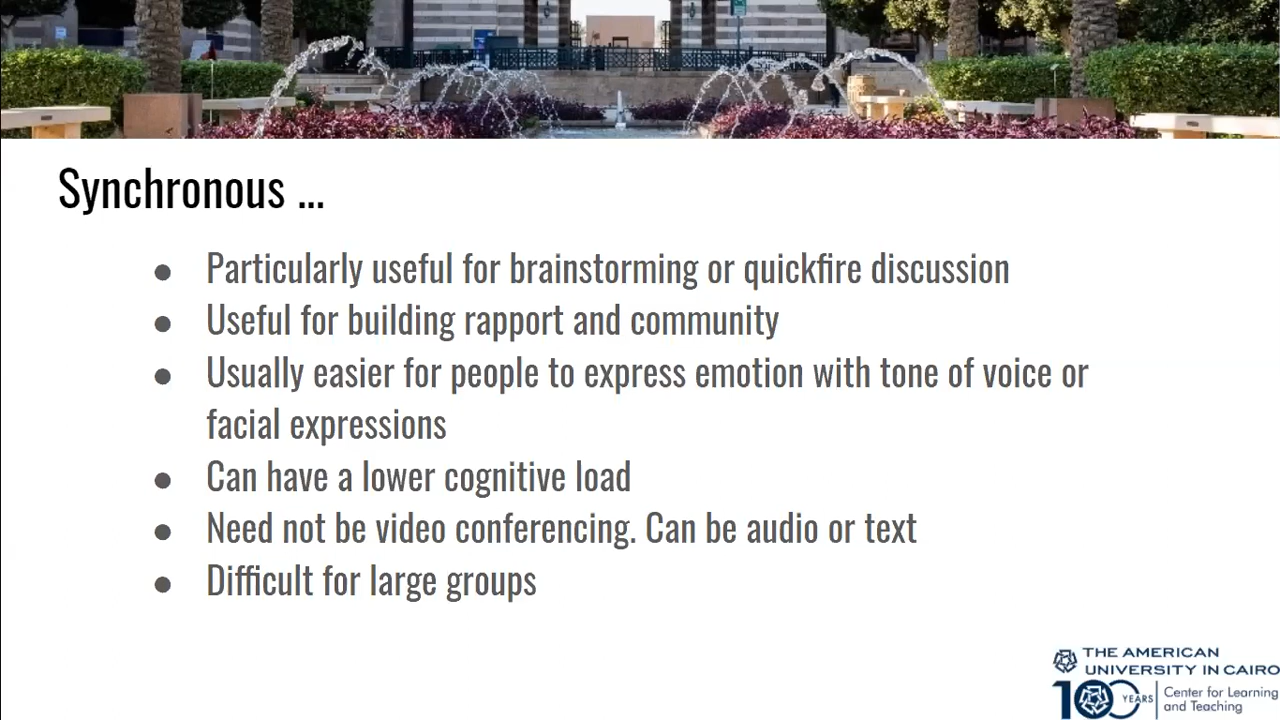 Synchronous ...
● Particularly useful for brainstorming or quickfire discussion
● Useful for building rapport and community
● Usually easier for people to express emotion with tone of voice or
facial expressions
● Can have a lower cognitive load
● Need not be video conferencing. Can be audio or text
● Difficult for large groups
THE AMERICAN
UNIVERSITY IN CAIRO
100 YEARS
Center for Learning
and Teaching